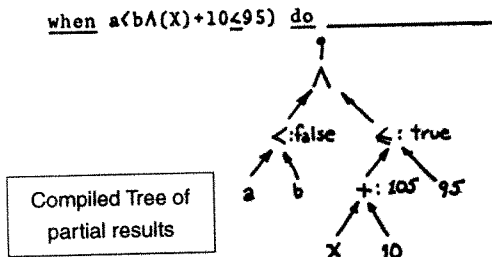 when a<b∧(X)+10≤95) do
∧
<:false ≤: true
a b +: 105 95
X 10
Compiled Tree of
partial results